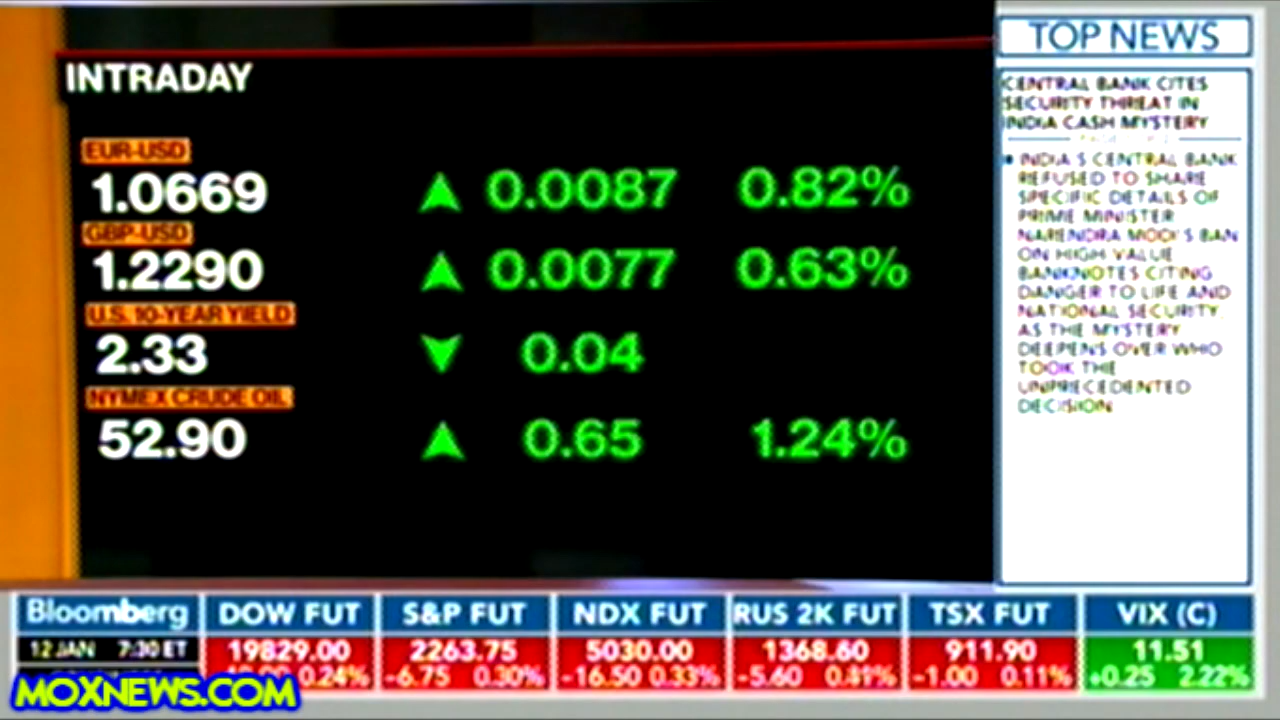 INTRADAY
EUR-USD
1.0669 ▲ 0.0087 0.82%
GBP-USD
1.2290 ▲ 0.0077 0.63%
U.S. 10-YEAR YIELD
2.33 ▼ 0.04
NYMEX CRUDE OIL
52.90 ▲ 0.65 1.24%
TOP NEWS
CENTRAL BANK CITES
SECURITY THREAT IN
INDIA CASH MYSTERY
INDIA'S CENTRAL BANK
REFUSED TO SHARE
SPECIFIC DETAILS OF
PRIME MINISTER
NARENDRA MODI'S BAN
ON HIGH VALUE
BANKNOTES CITING
DANGER TO LIFE AND
NATIONAL SECURITY,
AS THE MYSTERY
DEEPENS OVER WHO
TOOK THE
UNPRECEDENTED
DECISION
Bloomberg DOW FUT S&P FUT NDX FUT RUS 2K FUT TSX FUT VIX (C)
12 JAN 7:30 ET 19829.00 2263.75 5030.00 1368.60 911.90 11.51
0.24% -6.75 0.30% -16.50 0.33% -5.60 -1.00 0.11% +0.25 2.22%
MOXNEWS.COM